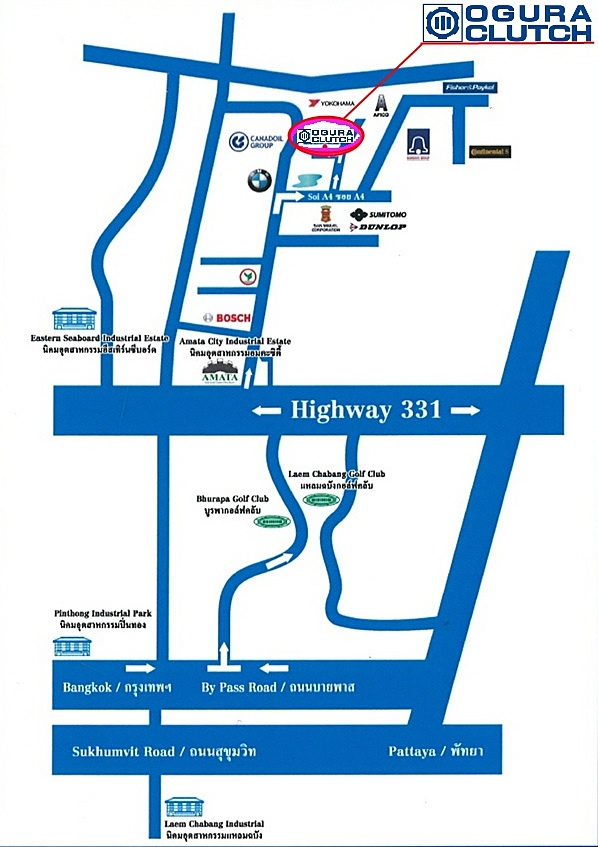 OGURA
CLUTCH
Fisher&Paykel
YOKOHAMA
APICO
CANADOIL
GROUP
OGURA
CLUTCH
Continental
BMW
Soi A4 ซอย A4
SAN MIGUEL
CORPORATION
SUMITOMO
DUNLOP
BOSCH
Eastern Seaboard Industrial Estate
นิคมอุตสาหกรรมอีสเทิร์นซีบอร์ด
Amata City Industrial Estate
นิคมอุตสาหกรรมอมตะซิตี้
AMATA
Highway 331
Laem Chabang Golf Club
แหลมฉบังกอล์ฟคลับ
Bhurapa Golf Club
บูรพากอล์ฟคลับ
Pinthong Industrial Park
นิคมอุตสาหกรรมปิ่นทอง
Bangkok / กรุงเทพฯ
By Pass Road / ถนนบายพาส
Sukhumvit Road / ถนนสุขุมวิท
Pattaya / พัทยา
Laem Chabang Industrial
นิคมอุตสาหกรรมแหลมฉบัง